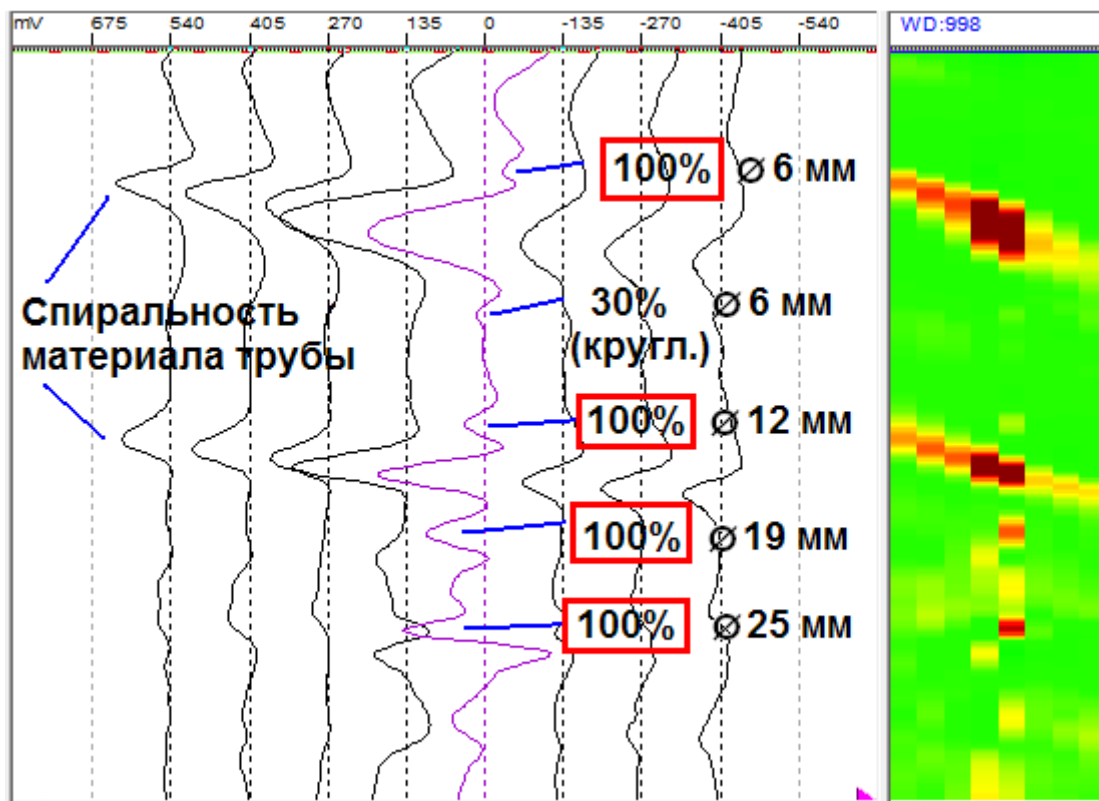 mV 675 540 405 270 135 0 -135 -270 -405 -540
WD:998
100% ⌀ 6 мм
Спиральность
материала трубы
30% ⌀ 6 мм
(кругл.)
100% ⌀ 12 мм
100% ⌀ 19 мм
100% ⌀ 25 мм